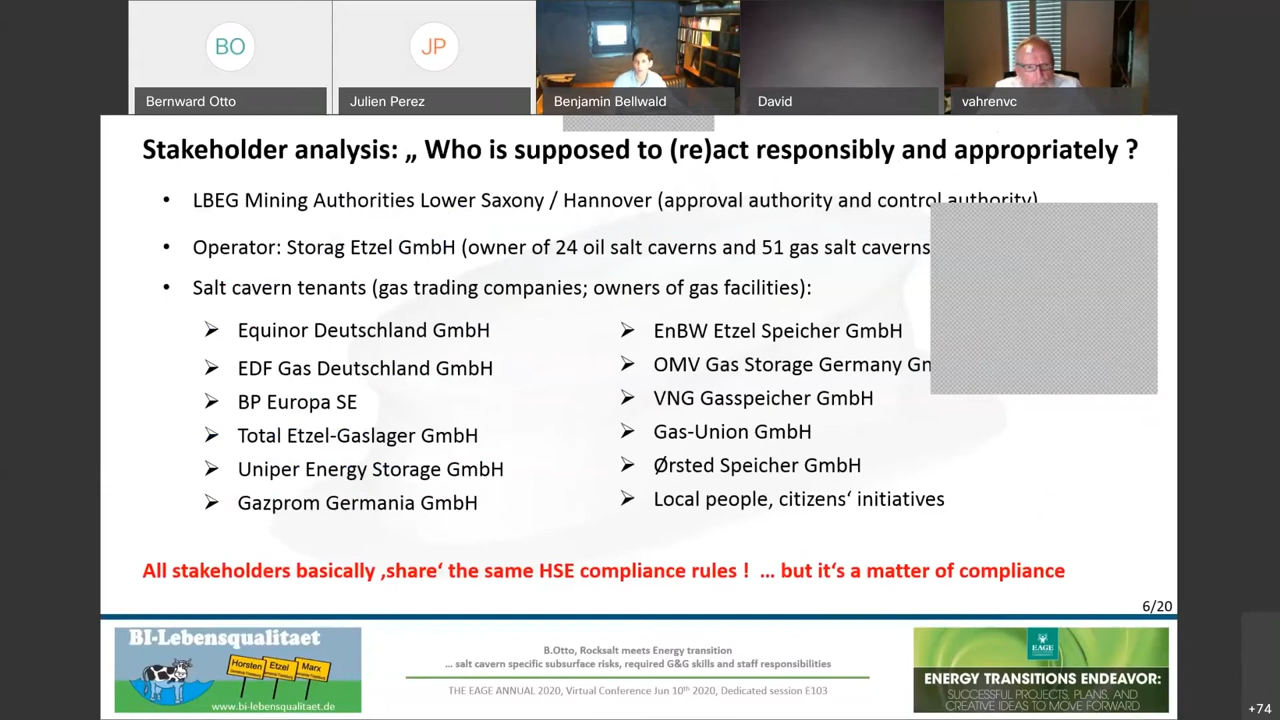 BO
JP
Bernward Otto
Julien Perez
Benjamin Bellwald
David
vahrenvc
Stakeholder analysis: „ Who is supposed to (re)act responsibly and appropriately ?
• LBEG Mining Authorities Lower Saxony / Hannover (approval authority and control authority)
• Operator: Storag Etzel GmbH (owner of 24 oil salt caverns and 51 gas salt caverns
• Salt cavern tenants (gas trading companies; owners of gas facilities):
➢ Equinor Deutschland GmbH
➢ EDF Gas Deutschland GmbH
➢ BP Europa SE
➢ Total Etzel-Gaslager GmbH
➢ Uniper Energy Storage GmbH
➢ Gazprom Germania GmbH
➢ EnBW Etzel Speicher GmbH
➢ OMV Gas Storage Germany Gm
➢ VNG Gasspeicher GmbH
➢ Gas-Union GmbH
➢ Ørsted Speicher GmbH
➢ Local people, citizens‘ initiatives
All stakeholders basically ‚share‘ the same HSE compliance rules ! … but it‘s a matter of compliance
6/20
BI-Lebensqualitaet
Horsten
Etzel
Marx
www.bi-lebensqualitaet.de
B.Otto, Rocksalt meets Energy transition
… salt cavern specific subsurface risks, required G&G skills and staff responsibilities
THE EAGE ANNUAL 2020, Virtual Conference Jun 10th 2020, Dedicated session E103
EAGE
ENERGY TRANSITIONS ENDEAVOR:
SUCCESSFUL PROJECTS, PLANS, AND
CREATIVE IDEAS TO MOVE FORWARD
+74